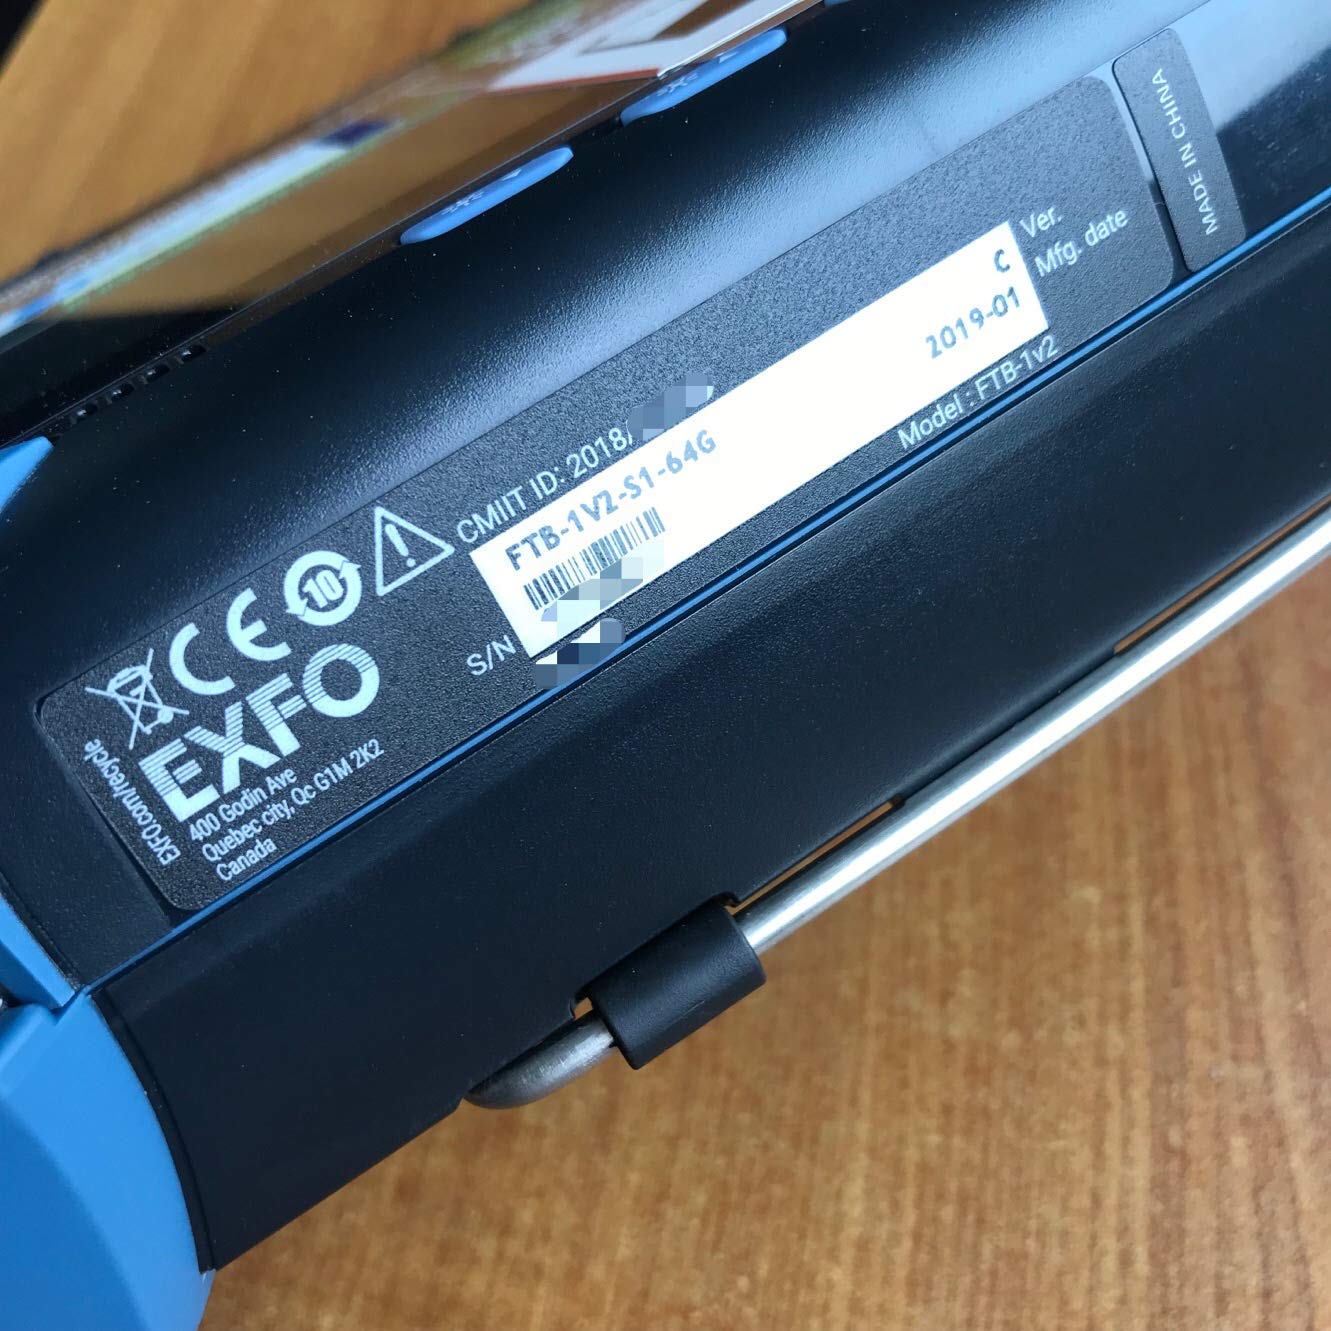 MADE IN CHINA
Ver.
C
Mfg. date
2019-01
Model : FTB-1v2
CMIIT ID: 2018/
FTB-1V2-S1-64G
S/N
10
CE
EXFO
400 Godin Ave
Quebec city, Qc G1M 2K2
Canada
EXFO.com/recycle